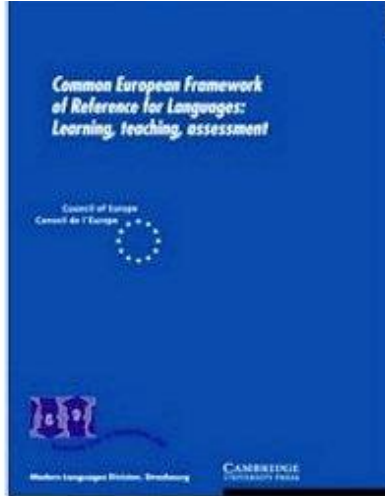 Common European Framework
of Reference for Languages:
Learning, teaching, assessment
Council of Europe
Conseil de l'Europe
Modern Languages Division, Strasbourg
CAMBRIDGE
UNIVERSITY PRESS